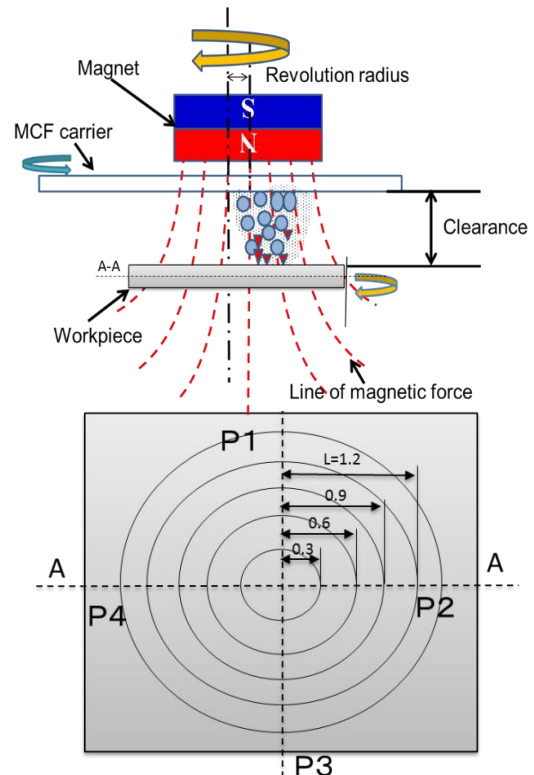 Magnet
Revolution radius
S
MCF carrier
N
Clearance
A-A
Workpiece
Line of magnetic force
P1
L=1.2
0.9
0.6
0.3
A
A
P4
P2
P3